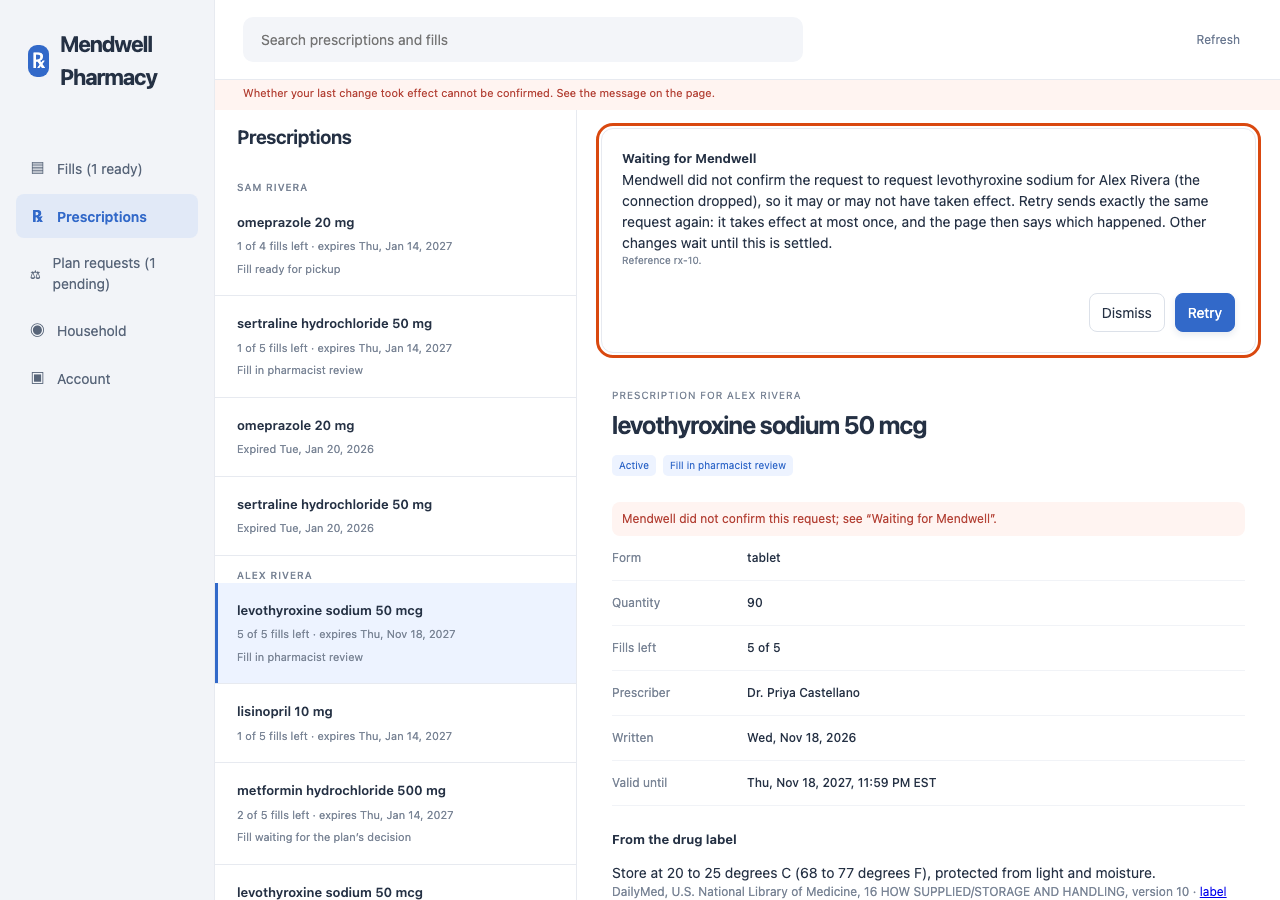 ℞
Mendwell
Pharmacy
Fills (1 ready)
℞ Prescriptions
Plan requests (1
pending)
Household
Account
Search prescriptions and fills
Refresh
Whether your last change took effect cannot be confirmed. See the message on the page.
Prescriptions
SAM RIVERA
omeprazole 20 mg
1 of 4 fills left · expires Thu, Jan 14, 2027
Fill ready for pickup
sertraline hydrochloride 50 mg
1 of 5 fills left · expires Thu, Jan 14, 2027
Fill in pharmacist review
omeprazole 20 mg
Expired Tue, Jan 20, 2026
sertraline hydrochloride 50 mg
Expired Tue, Jan 20, 2026
ALEX RIVERA
levothyroxine sodium 50 mcg
5 of 5 fills left · expires Thu, Nov 18, 2027
Fill in pharmacist review
lisinopril 10 mg
1 of 5 fills left · expires Thu, Jan 14, 2027
metformin hydrochloride 500 mg
2 of 5 fills left · expires Thu, Jan 14, 2027
Fill waiting for the plan's decision
levothyroxine sodium 50 mcg
Waiting for Mendwell
Mendwell did not confirm the request to request levothyroxine sodium for Alex Rivera (the
connection dropped), so it may or may not have taken effect. Retry sends exactly the same
request again: it takes effect at most once, and the page then says which happened. Other
changes wait until this is settled.
Reference rx-10.
Dismiss
Retry
PRESCRIPTION FOR ALEX RIVERA
levothyroxine sodium 50 mcg
Active
Fill in pharmacist review
Mendwell did not confirm this request; see “Waiting for Mendwell”.
Form tablet
Quantity 90
Fills left 5 of 5
Prescriber Dr. Priya Castellano
Written Wed, Nov 18, 2026
Valid until Thu, Nov 18, 2027, 11:59 PM EST
From the drug label
Store at 20 to 25 degrees C (68 to 77 degrees F), protected from light and moisture.
DailyMed, U.S. National Library of Medicine, 16 HOW SUPPLIED/STORAGE AND HANDLING, version 10 · label